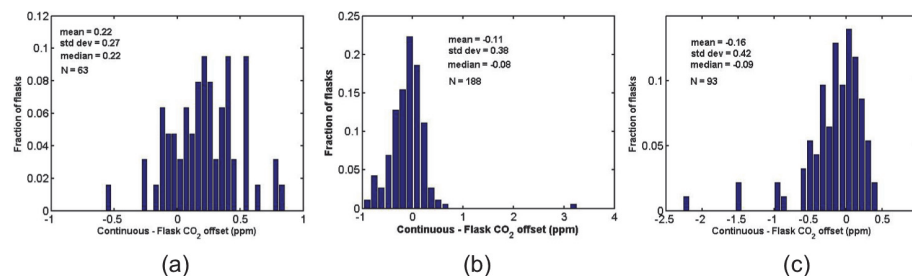 0.12
0.1
0.08
0.06
0.04
0.02
0
-1
-0.5
0
0.5
1
Fraction of flasks
mean = 0.22
std dev = 0.27
median = 0.22
N = 63
Continuous - Flask CO2 offset (ppm)
(a)
0.25
0.2
0.15
0.1
0.05
0
-1
0
1
2
3
4
Fraction of flasks
mean = -0.11
std dev = 0.38
median = -0.08
N = 188
Continuous - Flask CO2 offset (ppm)
(b)
0.1
0.05
0
-2.5
-2
-1.5
-1
-0.5
0
0.5
Fraction of flasks
mean = -0.16
std dev = 0.42
median = -0.09
N = 93
Continuous - Flask CO2 offset (ppm)
(c)